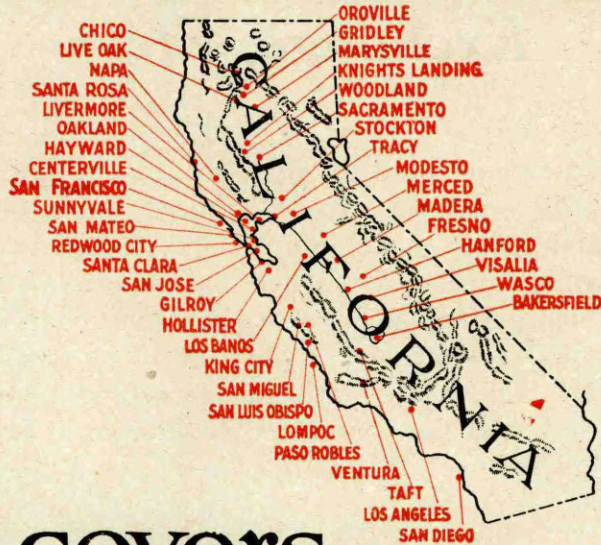 CHICO
LIVE OAK
NAPA
SANTA ROSA
LIVERMORE
OAKLAND
HAYWARD
CENTERVILLE
SAN FRANCISCO
SUNNYVALE
SAN MATEO
REDWOOD CITY
SANTA CLARA
SAN JOSE
GILROY
HOLLISTER
LOS BANOS
KING CITY
SAN MIGUEL
SAN LUIS OBISPO
LOMPOC
PASO ROBLES
VENTURA
TAFT
LOS ANGELES
SAN DIEGO
OROVILLE
GRIDLEY
MARYSVILLE
KNIGHTS LANDING
WOODLAND
SACRAMENTO
STOCKTON
TRACY
MODESTO
MERCED
MADERA
FRESNO
HANFORD
VISALIA
WASCO
BAKERSFIELD
CALIFORNIA
covers